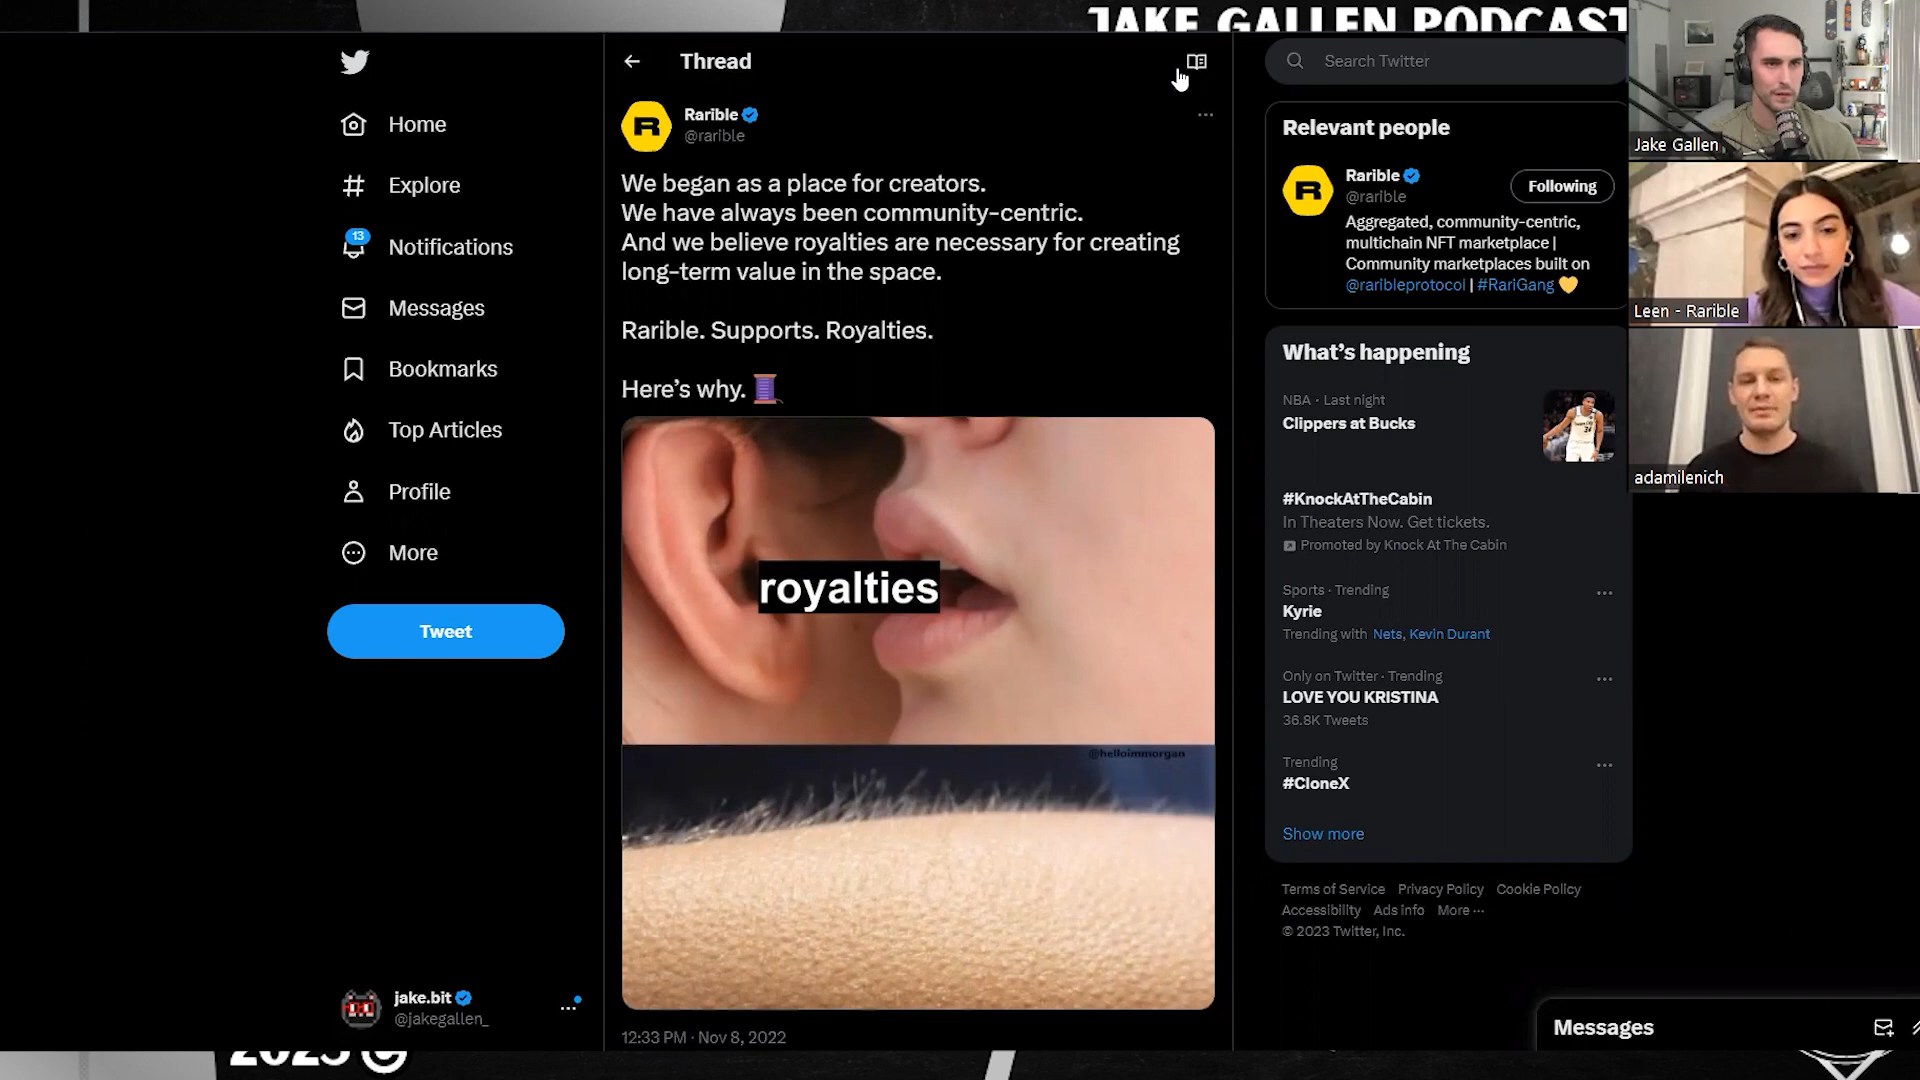 JAKE GALLEN PODCAST
Thread
Search Twitter
Home
Explore
13
Notifications
Messages
Bookmarks
Top Articles
Profile
More
Tweet
jake.bit
@jakegallen_
R
Rarible
@rarible
We began as a place for creators.
We have always been community-centric.
And we believe royalties are necessary for creating
long-term value in the space.
Rarible. Supports. Royalties.
Here's why.
royalties
@helloimmorgan
12:33 PM · Nov 8, 2022
Relevant people
R
Rarible
@rarible
Following
Aggregated, community-centric,
multichain NFT marketplace |
Community marketplaces built on
@raribleprotocol | #RariGang
What's happening
NBA · Last night
Clippers at Bucks
#KnockAtTheCabin
In Theaters Now. Get tickets.
Promoted by Knock At The Cabin
Sports · Trending
Kyrie
Trending with Nets, Kevin Durant
Only on Twitter · Trending
LOVE YOU KRISTINA
36.8K Tweets
Trending
#CloneX
Show more
Terms of Service Privacy Policy Cookie Policy
Accessibility Ads info More ···
© 2023 Twitter, Inc.
Messages
Jake Gallen
Leen - Rarible
adamilenich
2023 ©